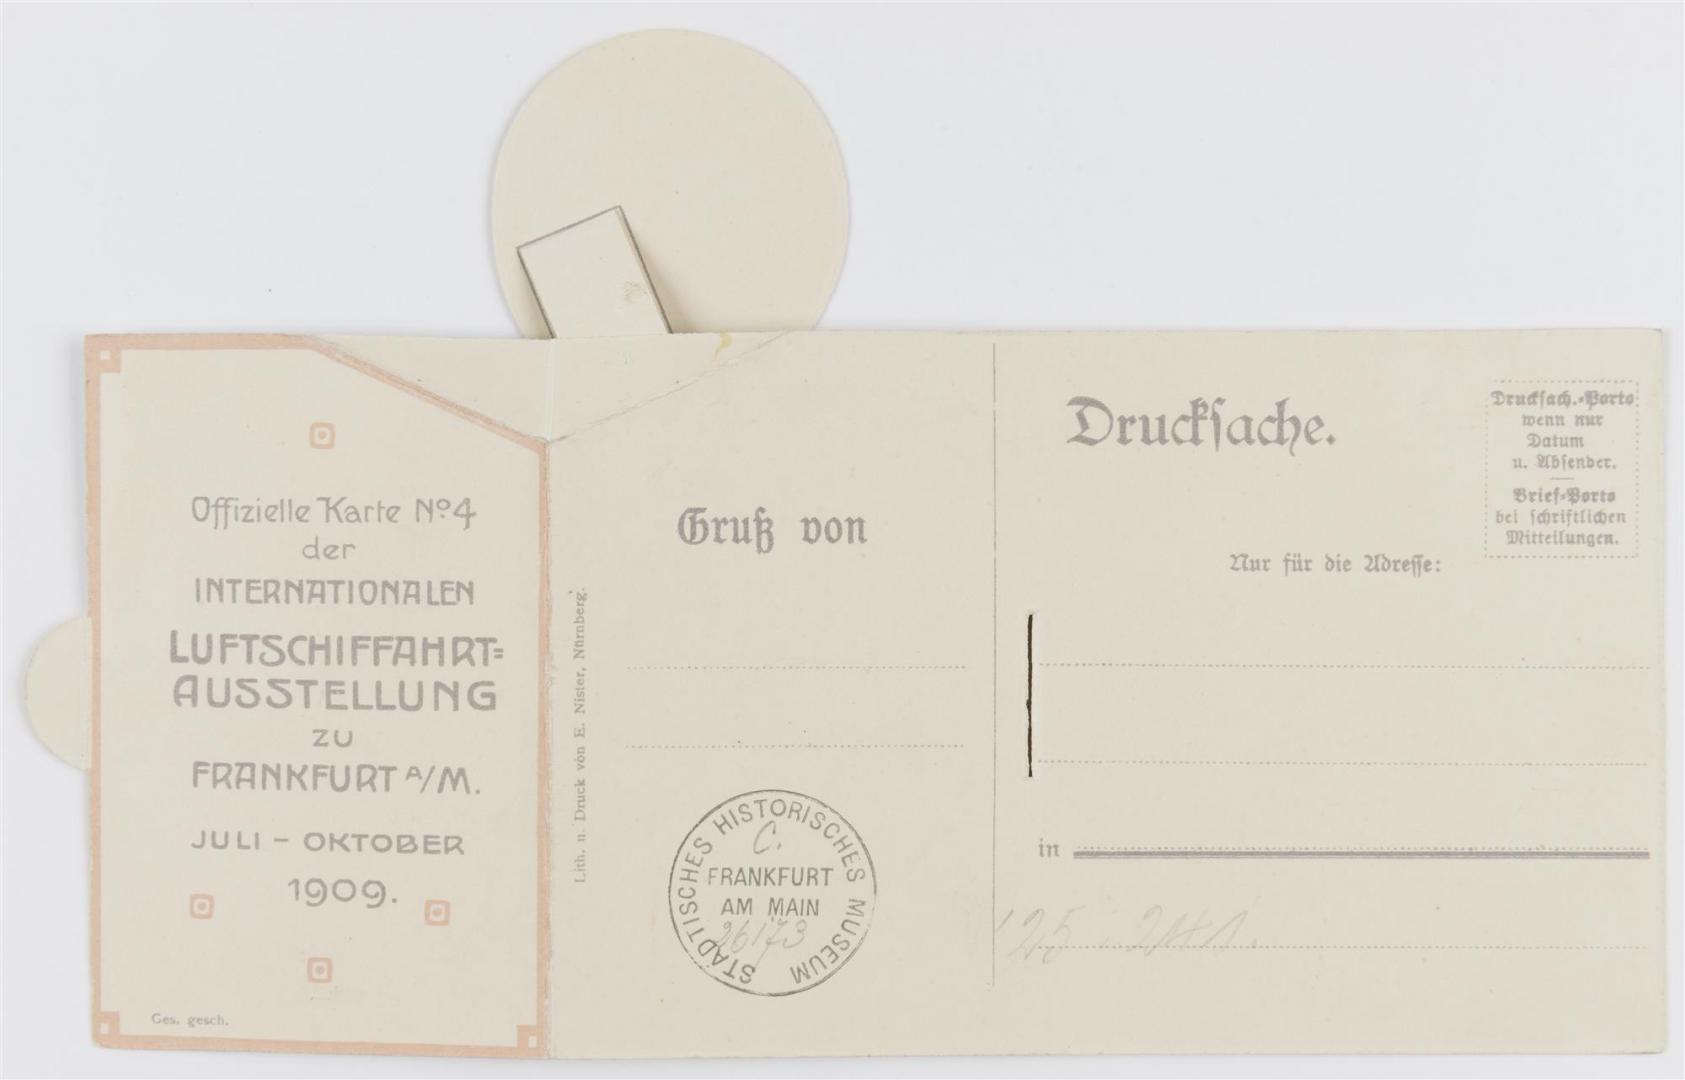 Offizielle Karte No. 4
der
INTERNATIONALEN
LUFTSCHIFFAHRT=
AUSSTELLUNG
ZU
FRANKFURT A/M.
JULI – OKTOBER
1909.
Ges. gesch.
Lith. u. Druck von E. Nister, Nürnberg.
Gruß von
STÄDTISCHES HISTORISCHES MUSEUM
C.
FRANKFURT
AM MAIN
26173
Drucksache.
Drucksach.=Porto
wenn nur
Datum
u. Absender.
Brief=Porto
bei schriftlichen
Mitteilungen.
Nur für die Adresse:
in